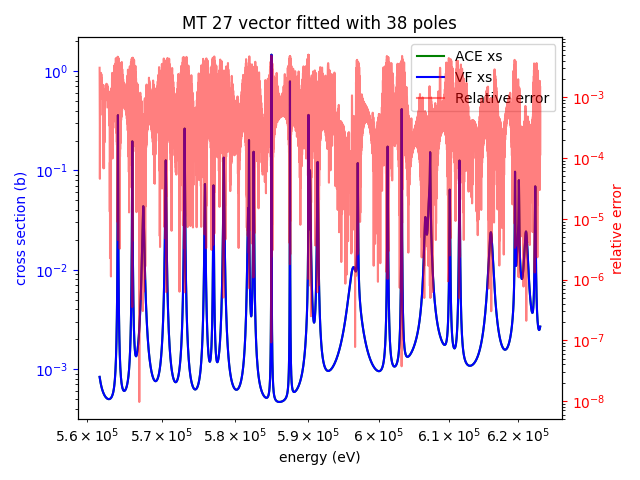 MT 27 vector fitted with 38 poles
ACE xs
VF xs
Relative error
cross section (b)
10⁰
10⁻¹
10⁻²
10⁻³
10⁻³
10⁻⁴
10⁻⁵
10⁻⁶
10⁻⁷
10⁻⁸
relative error
5.6 × 10⁵ 5.7 × 10⁵ 5.8 × 10⁵ 5.9 × 10⁵ 6 × 10⁵ 6.1 × 10⁵ 6.2 × 10⁵
energy (eV)